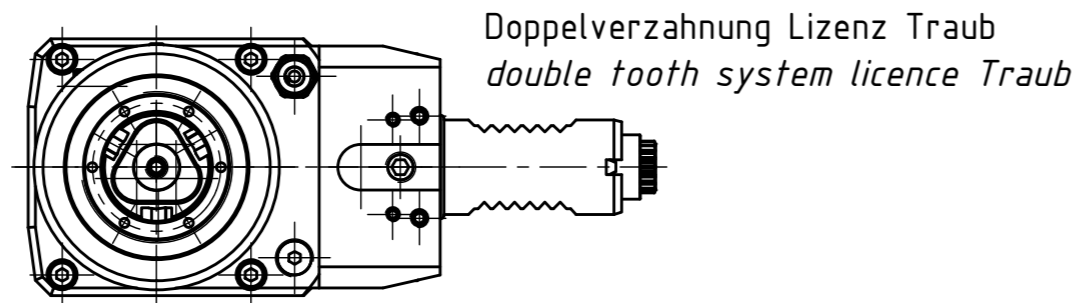 Doppelverzahnung Lizenz Traub
double tooth system licence Traub